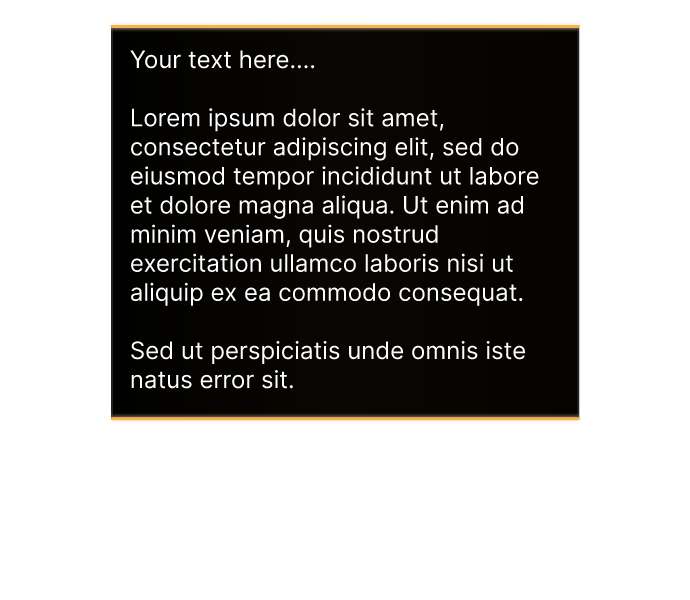 Your text here....
Lorem ipsum dolor sit amet,
consectetur adipiscing elit, sed do
eiusmod tempor incididunt ut labore
et dolore magna aliqua. Ut enim ad
minim veniam, quis nostrud
exercitation ullamco laboris nisi ut
aliquip ex ea commodo consequat.
Sed ut perspiciatis unde omnis iste
natus error sit.